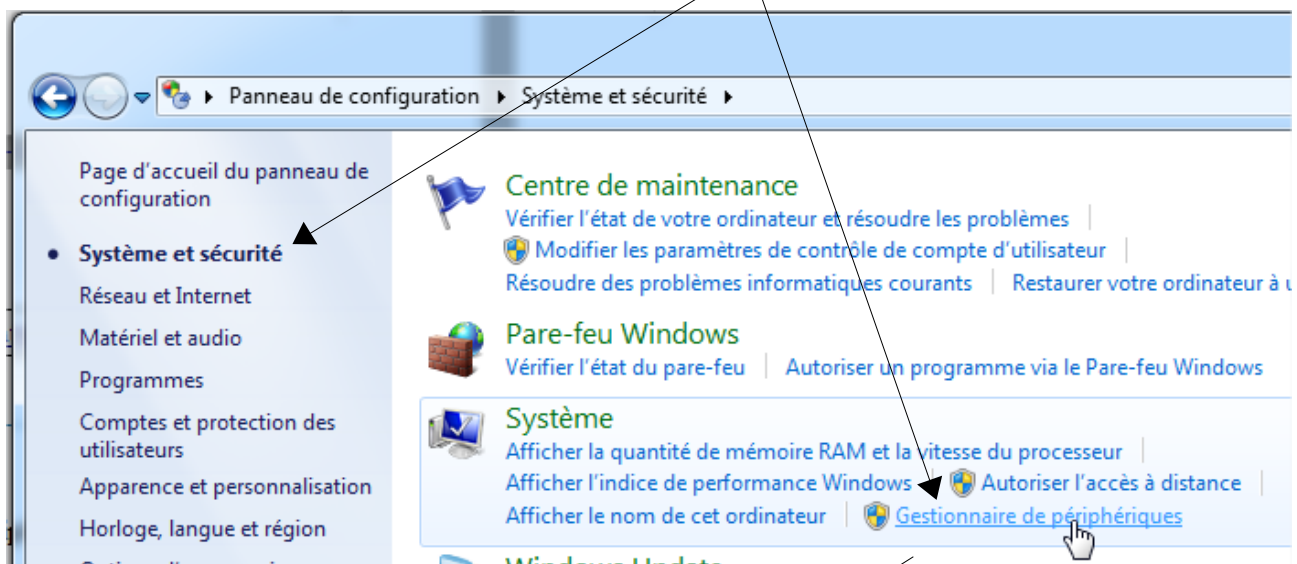 Panneau de configuration ▸ Système et sécurité ▸
Page d'accueil du panneau de
configuration
• Système et sécurité
Réseau et Internet
Matériel et audio
Programmes
Comptes et protection des
utilisateurs
Apparence et personnalisation
Horloge, langue et région
Centre de maintenance
Vérifier l'état de votre ordinateur et résoudre les problèmes
Modifier les paramètres de contrôle de compte d'utilisateur
Résoudre des problèmes informatiques courants | Restaurer votre ordinateur à
Pare-feu Windows
Vérifier l'état du pare-feu | Autoriser un programme via le Pare-feu Windows
Système
Afficher la quantité de mémoire RAM et la vitesse du processeur
Afficher l'indice de performance Windows | Autoriser l'accès à distance
Afficher le nom de cet ordinateur | Gestionnaire de périphériques
Windows Update